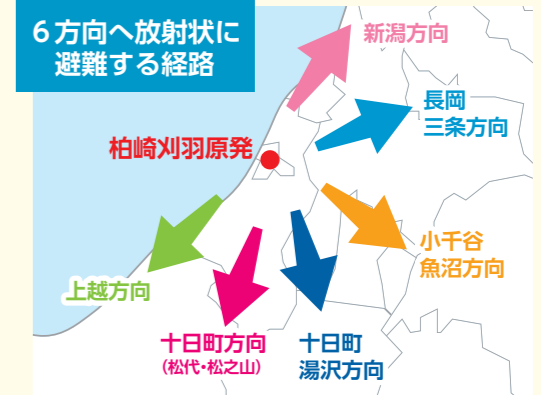 6方向へ放射状に
避難する経路
新潟方向
長岡
三条方向
柏崎刈羽原発
小千谷
魚沼方向
上越方向
十日町方向
(松代・松之山)
十日町
湯沢方向